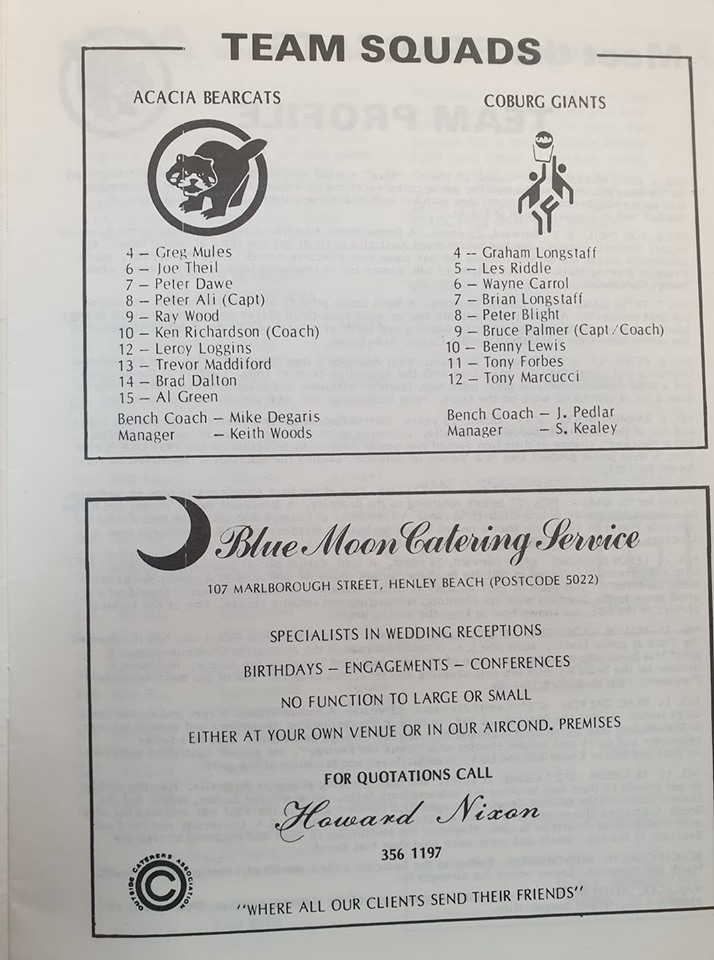 TEAM SQUADS
ACACIA BEARCATS
4 – Greg Mules
6 – Joe Theil
7 – Peter Dawe
8 – Peter Ali (Capt)
9 – Ray Wood
10 – Ken Richardson (Coach)
12 – Leroy Loggins
13 – Trevor Maddiford
14 – Brad Dalton
15 – Al Green
Bench Coach – Mike Degaris
Manager – Keith Woods
COBURG GIANTS
4 -- Graham Longstaff
5 – Les Riddle
6 – Wayne Carrol
7 – Brian Longstaff
8 – Peter Blight
9 – Bruce Palmer (Capt./Coach)
10 – Benny Lewis
11 – Tony Forbes
12 – Tony Marcucci
Bench Coach – J. Pedlar
Manager – S. Kealey
Blue Moon Catering Service
107 MARLBOROUGH STREET, HENLEY BEACH (POSTCODE 5022)
SPECIALISTS IN WEDDING RECEPTIONS
BIRTHDAYS – ENGAGEMENTS – CONFERENCES
NO FUNCTION TO LARGE OR SMALL
EITHER AT YOUR OWN VENUE OR IN OUR AIRCOND. PREMISES
FOR QUOTATIONS CALL
Howard Nixon
356 1197
OUTSIDE CATERERS ASSOCIATION
C
"WHERE ALL OUR CLIENTS SEND THEIR FRIENDS"